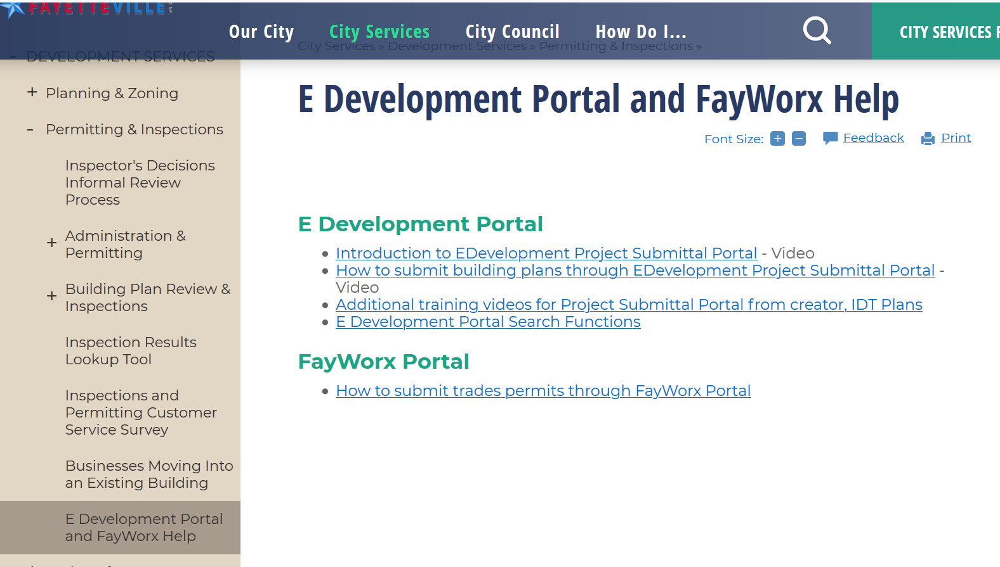 FAYETTEVILLE
Our City
City Services
City Council
How Do I...
CITY SERVICES
City Services » Development Services » Permitting & Inspections »
- DEVELOPMENT SERVICES
+ Planning & Zoning
- Permitting & Inspections
Inspector's Decisions
Informal Review
Process
+ Administration &
Permitting
+ Building Plan Review &
Inspections
Inspection Results
Lookup Tool
Inspections and
Permitting Customer
Service Survey
Businesses Moving Into
an Existing Building
E Development Portal
and FayWorx Help
E Development Portal and FayWorx Help
Font Size: + - Feedback Print
E Development Portal
• Introduction to EDevelopment Project Submittal Portal - Video
• How to submit building plans through EDevelopment Project Submittal Portal -
Video
• Additional training videos for Project Submittal Portal from creator, IDT Plans
• E Development Portal Search Functions
FayWorx Portal
• How to submit trades permits through FayWorx Portal